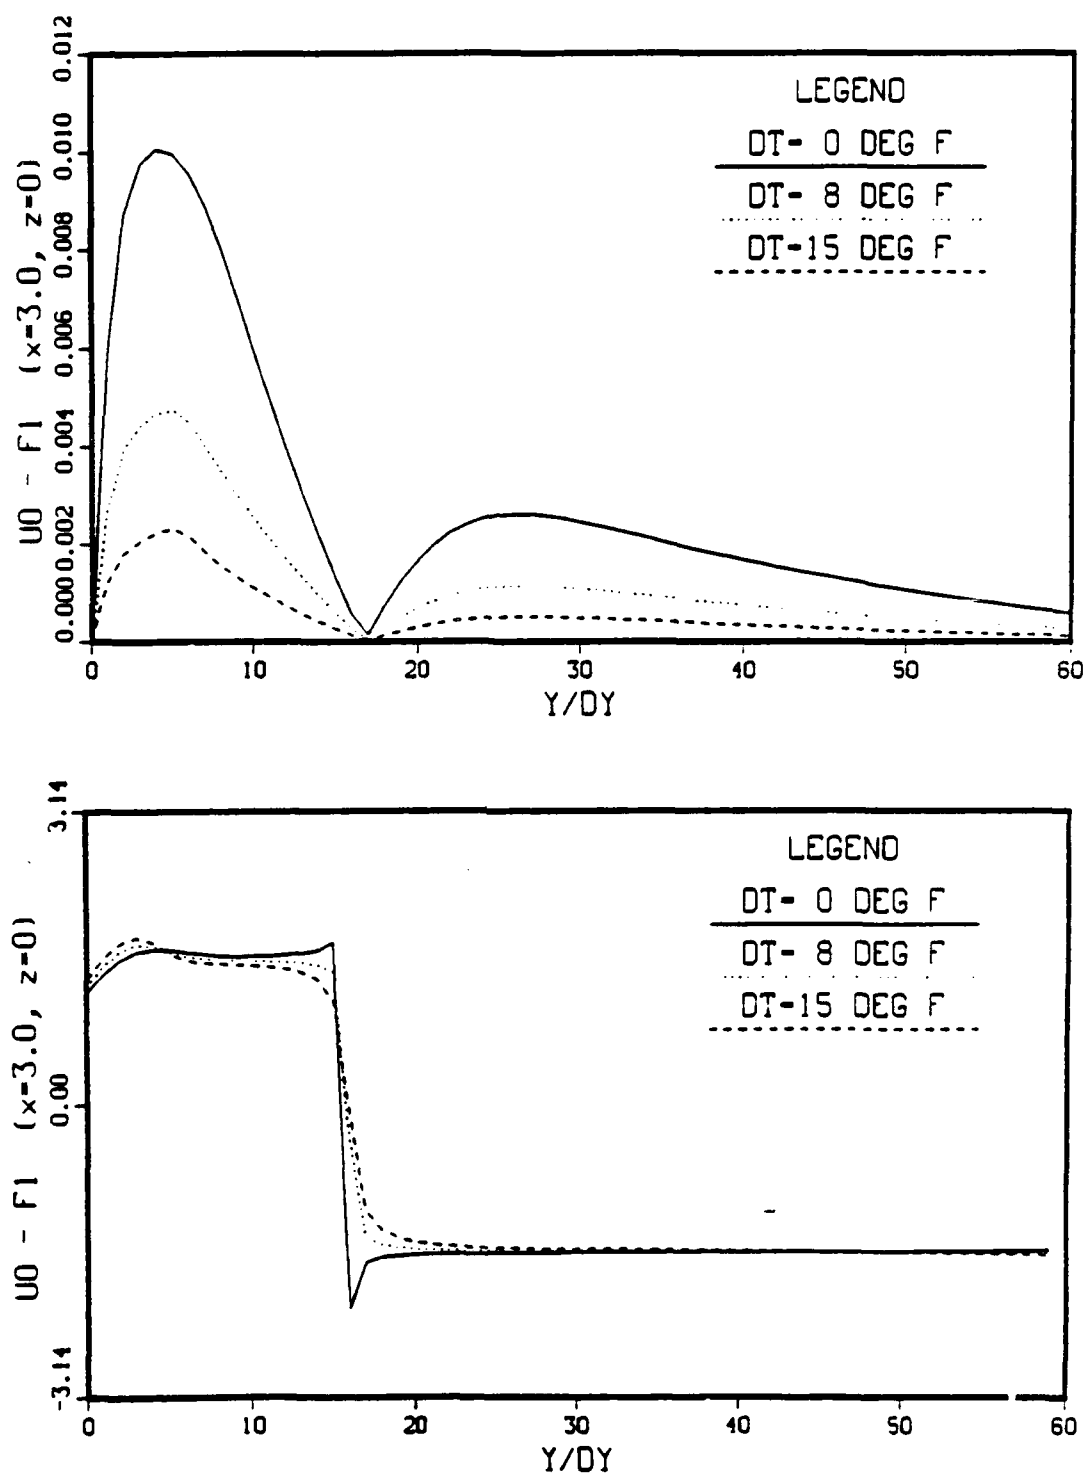 0.012
0.010
0.008
0.006
0.004
0.002
0.000
U0 - F1 (x=3.0, z=0)
LEGEND
DT- 0 DEG F
DT- 8 DEG F
DT-15 DEG F
0 10 20 30 40 50 60
Y/DY
3.14
0.00
-3.14
U0 - F1 (x=3.0, z=0)
LEGEND
DT- 0 DEG F
DT- 8 DEG F
DT-15 DEG F
0 10 20 30 40 50 60
Y/DY